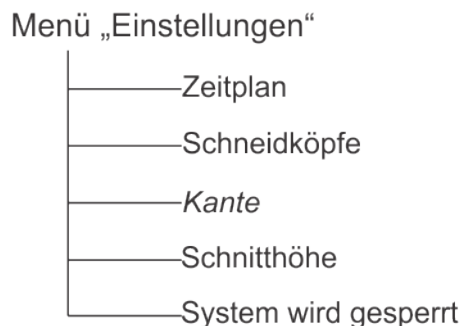 Menü „Einstellungen“
Zeitplan
Schneidköpfe
Kante
Schnitthöhe
System wird gesperrt